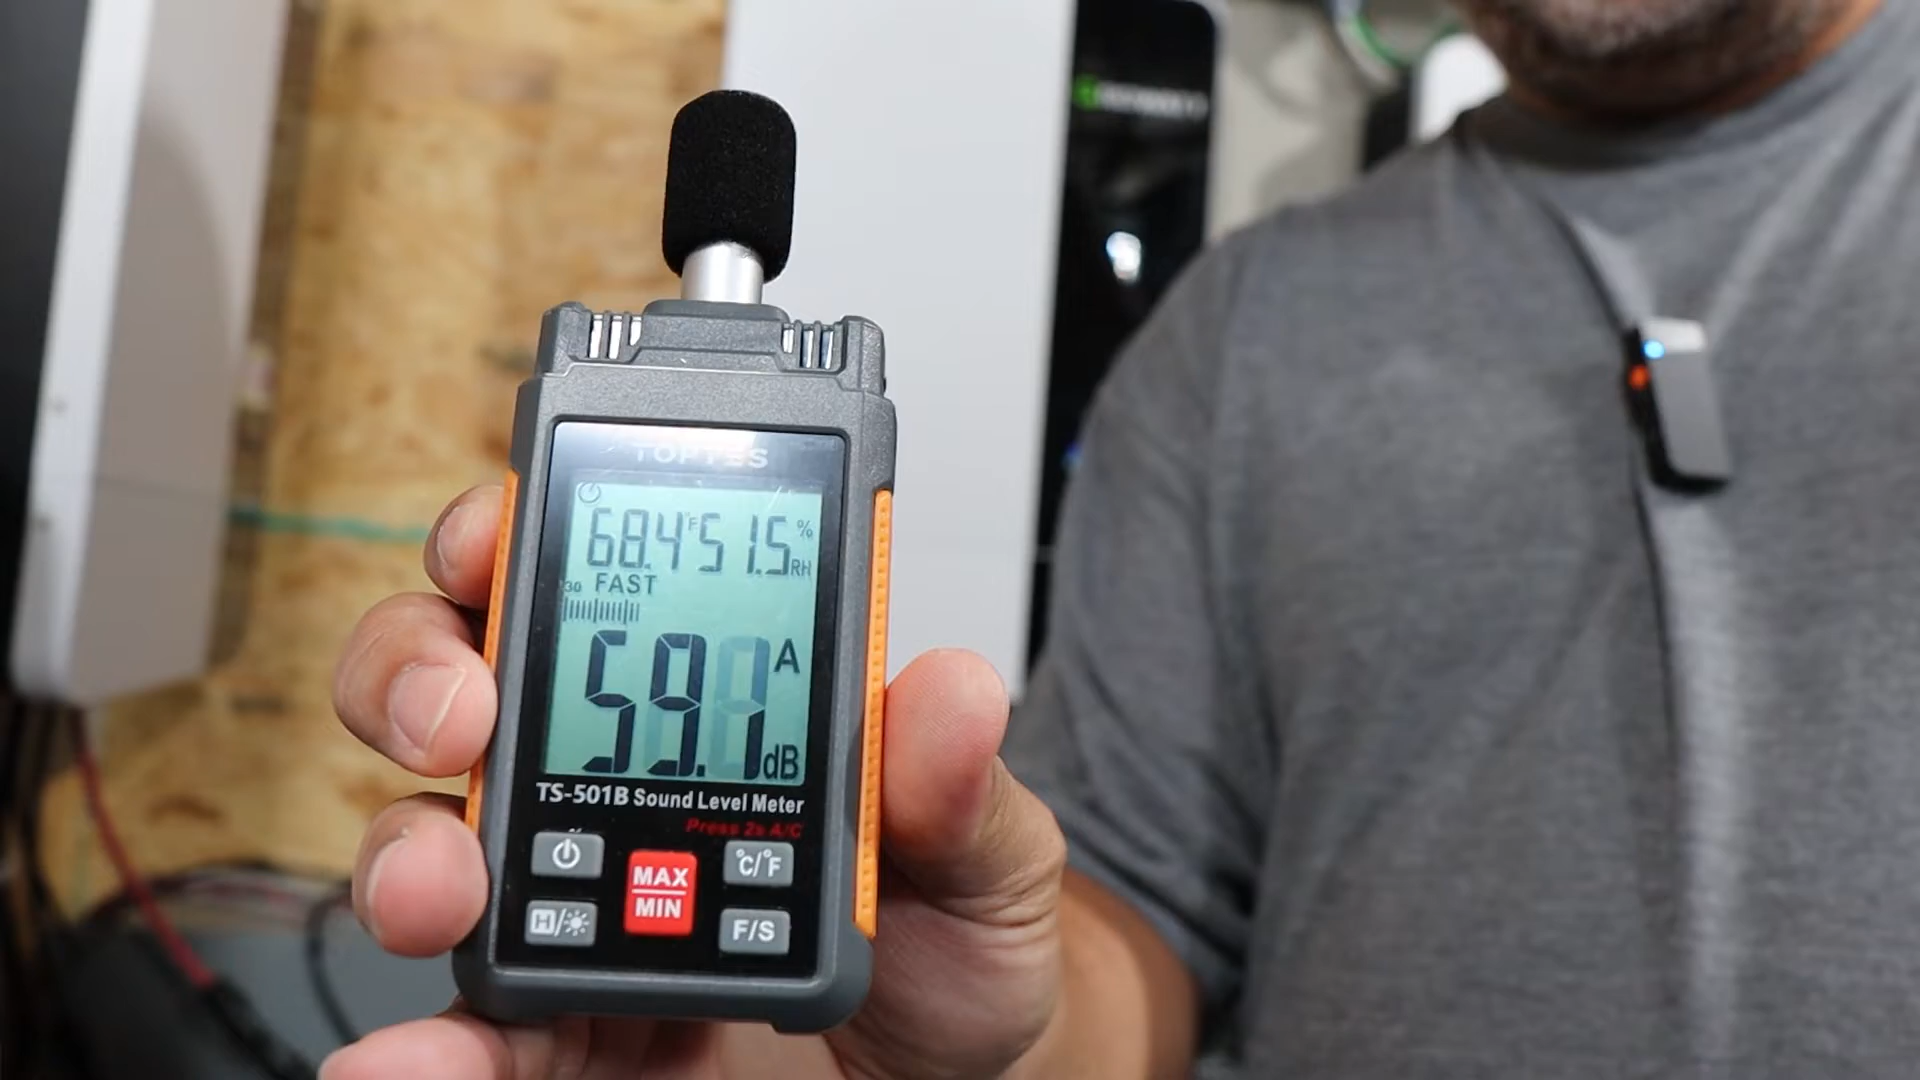 TOPTES
68.4°F 51.5%RH
30 FAST
59.1 A dB
TS-501B Sound Level Meter
Press 2s A/C
°C/°F
MAX
MIN
H/
F/S